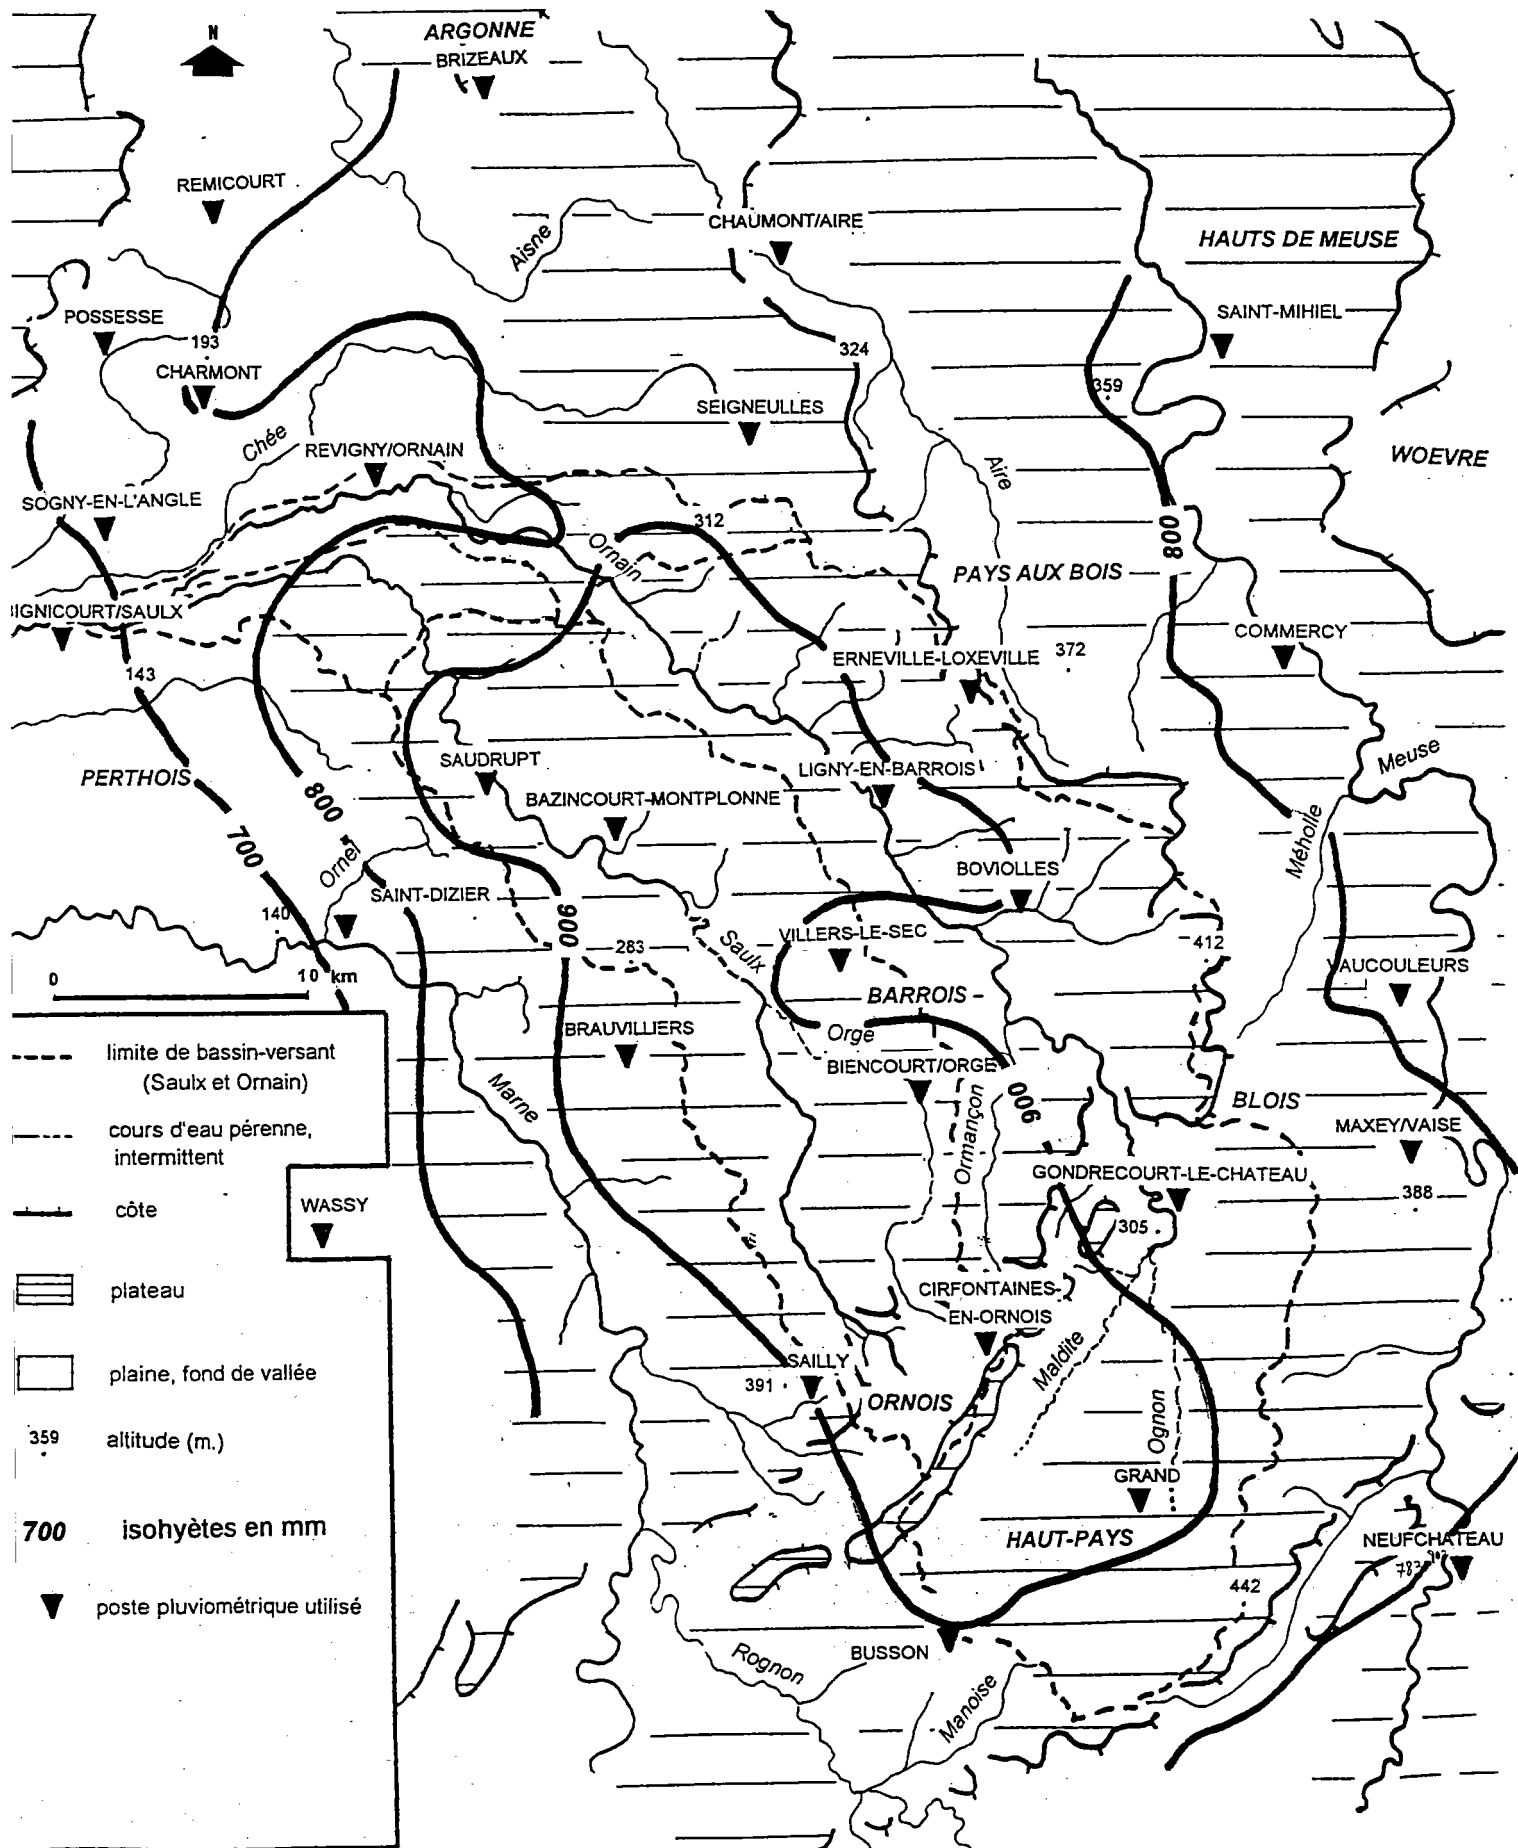 N
ARGONNE
BRIZEAUX
REMICOURT
Aisne
CHAUMONT/AIRE
HAUTS DE MEUSE
POSSESSE
SAINT-MIHIEL
193
324
CHARMONT
359
SEIGNEULLES
Chée
REVIGNY/ORNAIN
Aire
WOEVRE
SOGNY-EN-L'ANGLE
312
800
Ornain
PAYS AUX BOIS
BIGNICOURT/SAULX
COMMERCY
ERNEVILLE-LOXEVILLE
372
143
Meuse
SAUDRUPT
LIGNY-EN-BARROIS
PERTHOIS
800
BAZINCOURT-MONTPLONNE
700
Méholle
Ornel
BOVIOLLES
SAINT-DIZIER
140
900
VILLERS-LE-SEC
412
283
Saulx
VAUCOULEURS
0
10 km
BARROIS
BRAUVILLIERS
Orge
limite de bassin-versant
(Saulx et Ornain)
BIENCOURT/ORGE
Marne
900
BLOIS
Ormançon
MAXEY/VAISE
cours d'eau pérenne,
intermittent
GONDRECOURT-LE-CHATEAU
388
côte
WASSY
305
plateau
CIRFONTAINES-
EN-ORNOIS
Maldite
plaine, fond de vallée
SAILLY
391
ORNOIS
Ognon
359
altitude (m.)
GRAND
700
isohyètes en mm
HAUT-PAYS
NEUFCHATEAU
783
902
442
poste pluviométrique utilisé
BUSSON
Rognon
Manoise